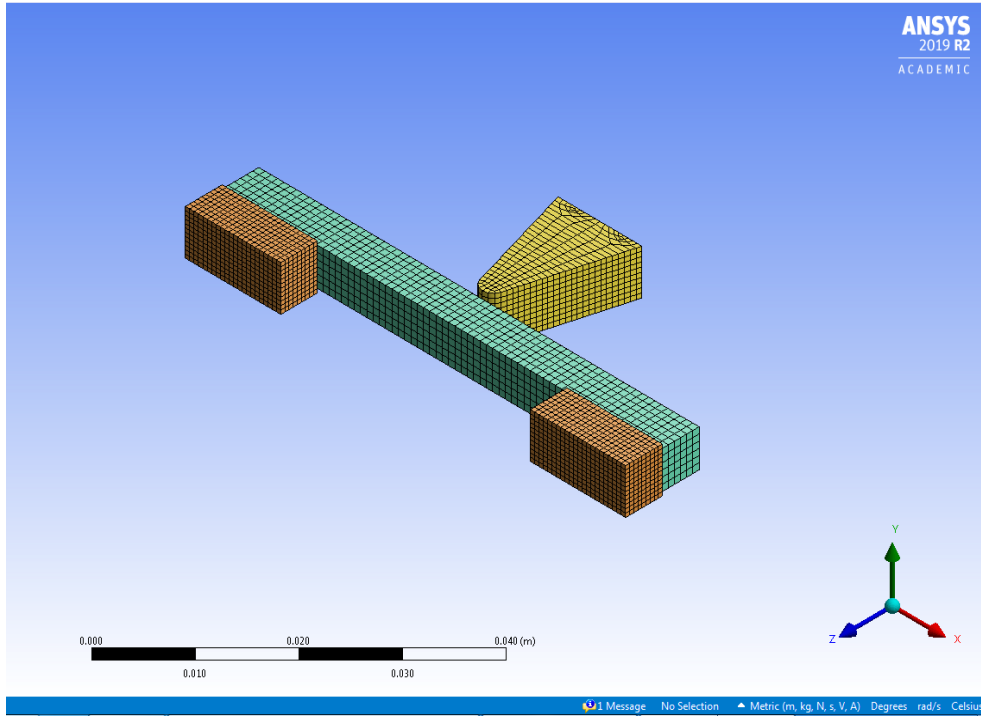 ANSYS
2019 R2
ACADEMIC
Y
Z
X
0.000
0.020
0.040 (m)
0.010
0.030
1 Message No Selection Metric (m, kg, N, s, V, A) Degrees rad/s Celsius